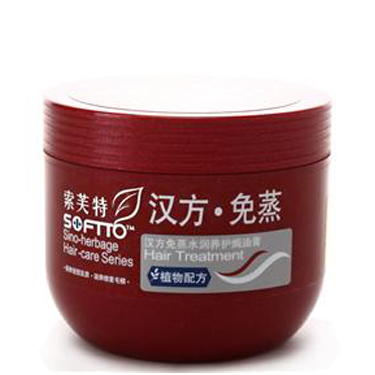 索芙特
SOFTTO™
Sino-herbage
Hair-care Series
汉方·免蒸
汉方免蒸水润养护焗油膏
Hair Treatment
植物配方